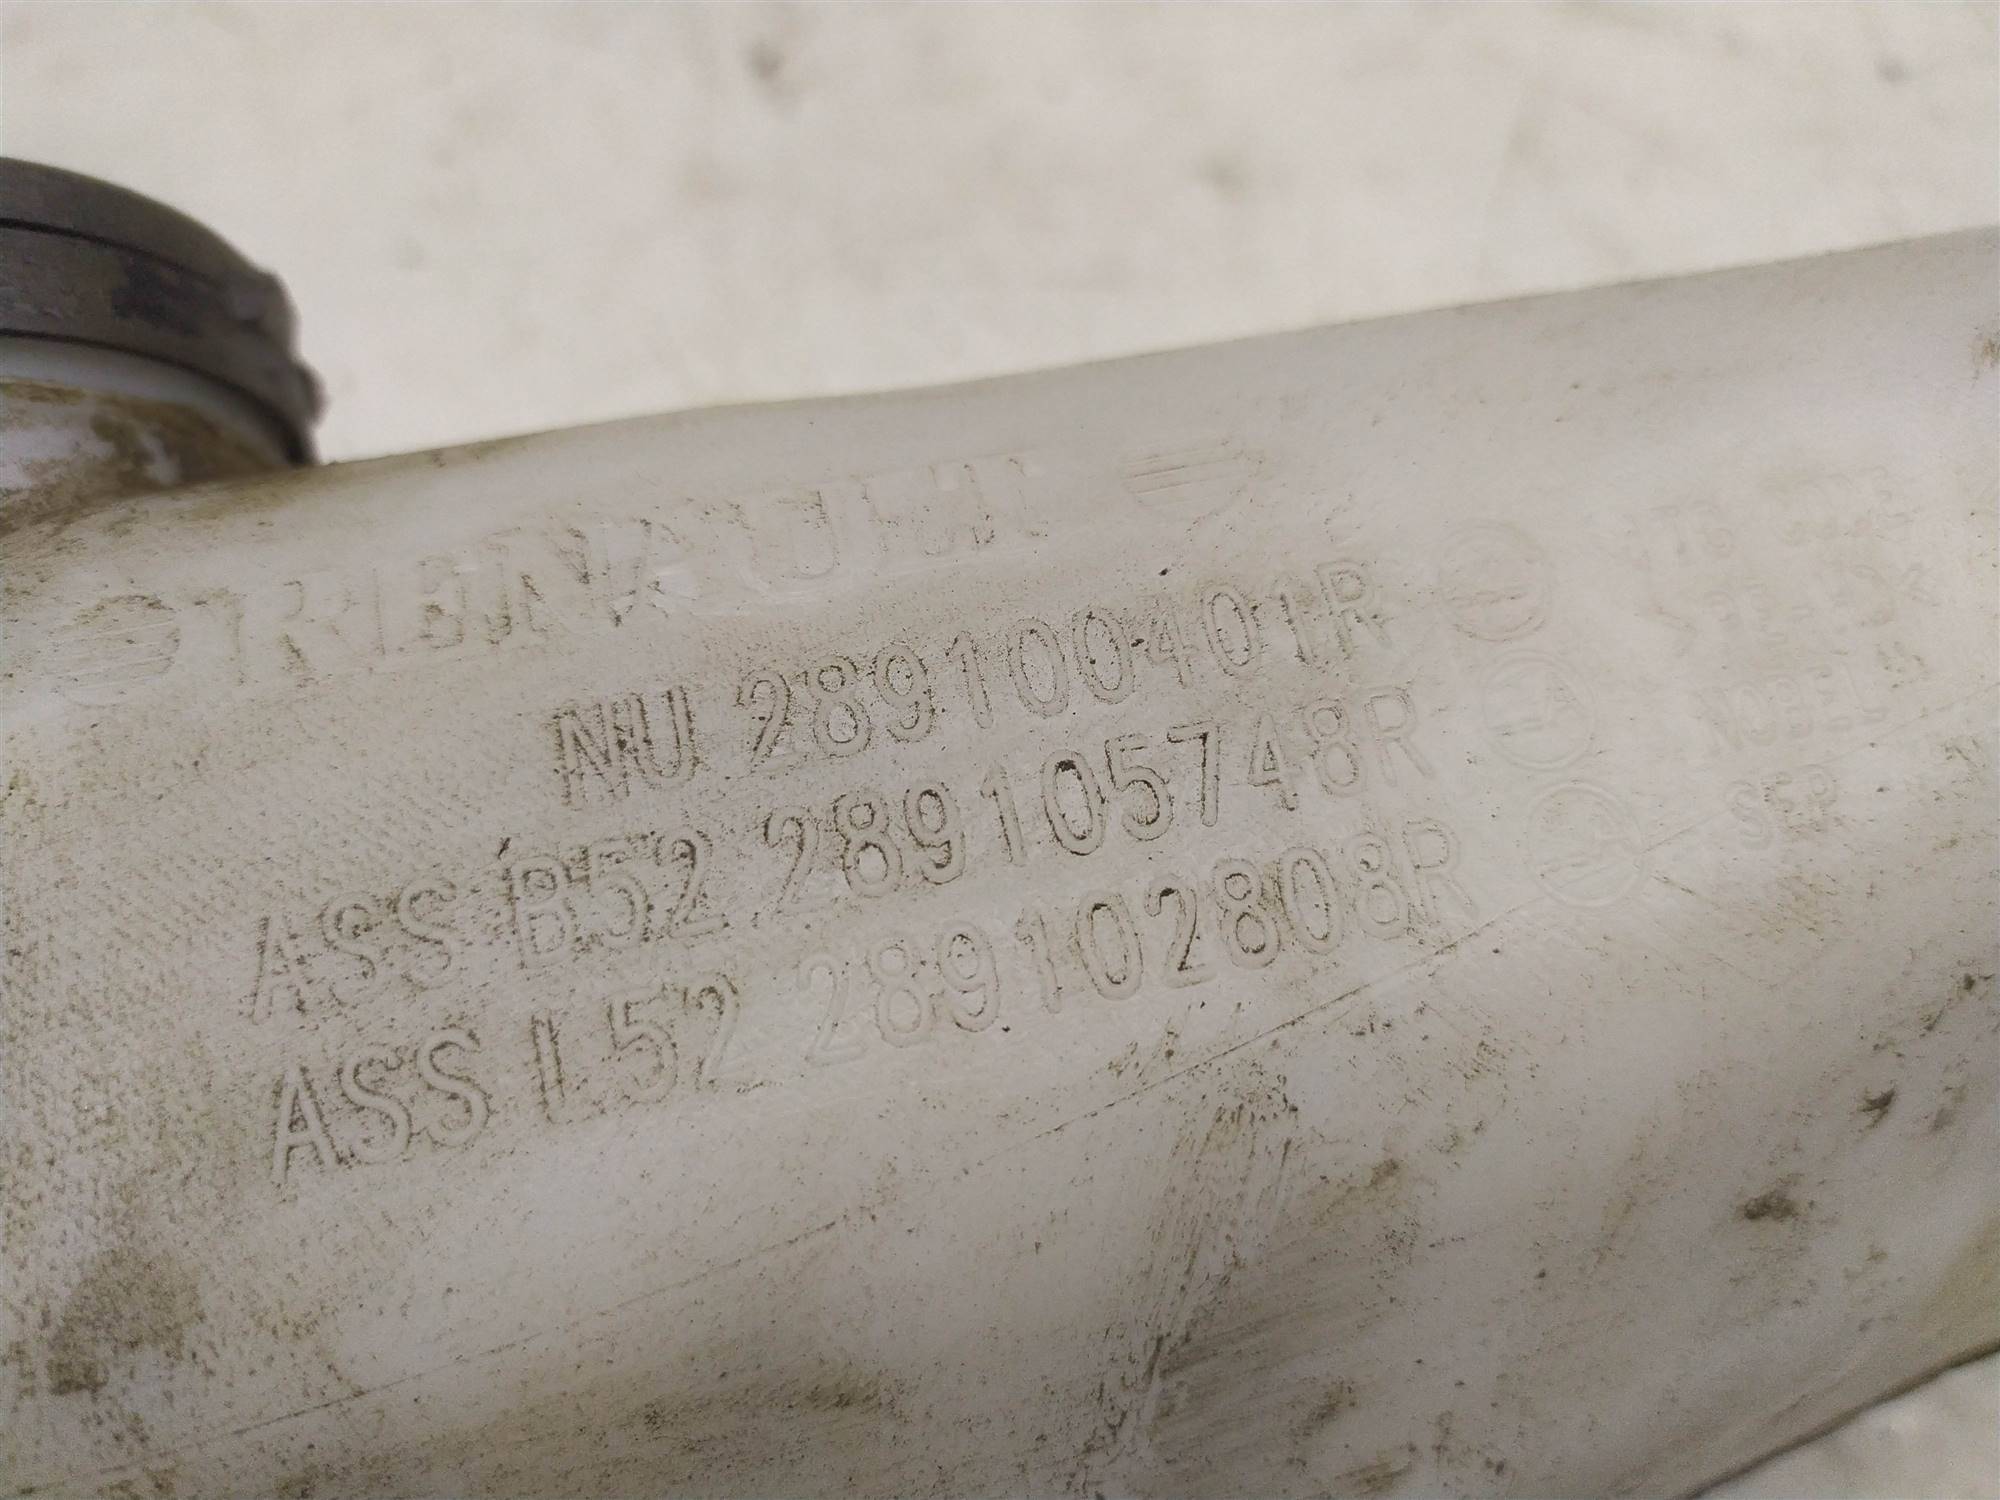 RENAULT
NU 289100401R
ASS B52 289105748R
ASS L52 289102808R